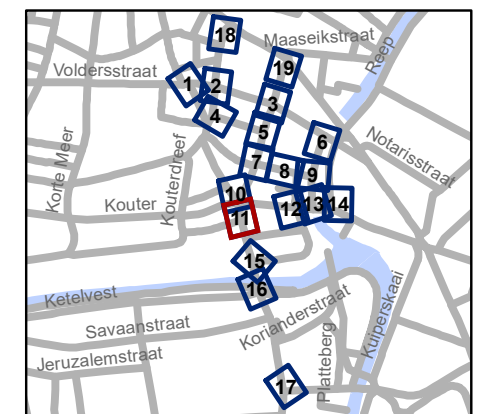 18
Maaseikstraat
Reep
19
Voldersstraat
1
2
3
4
5
6
Notarisstraat
7
8
9
Korte Meer
Kouterdreef
10
Kouter
11
12
13
14
15
16
Ketelvest
Savaanstraat
Korianderstraat
Kuiperskaai
Platteberg
Jeruzalemstraat
17